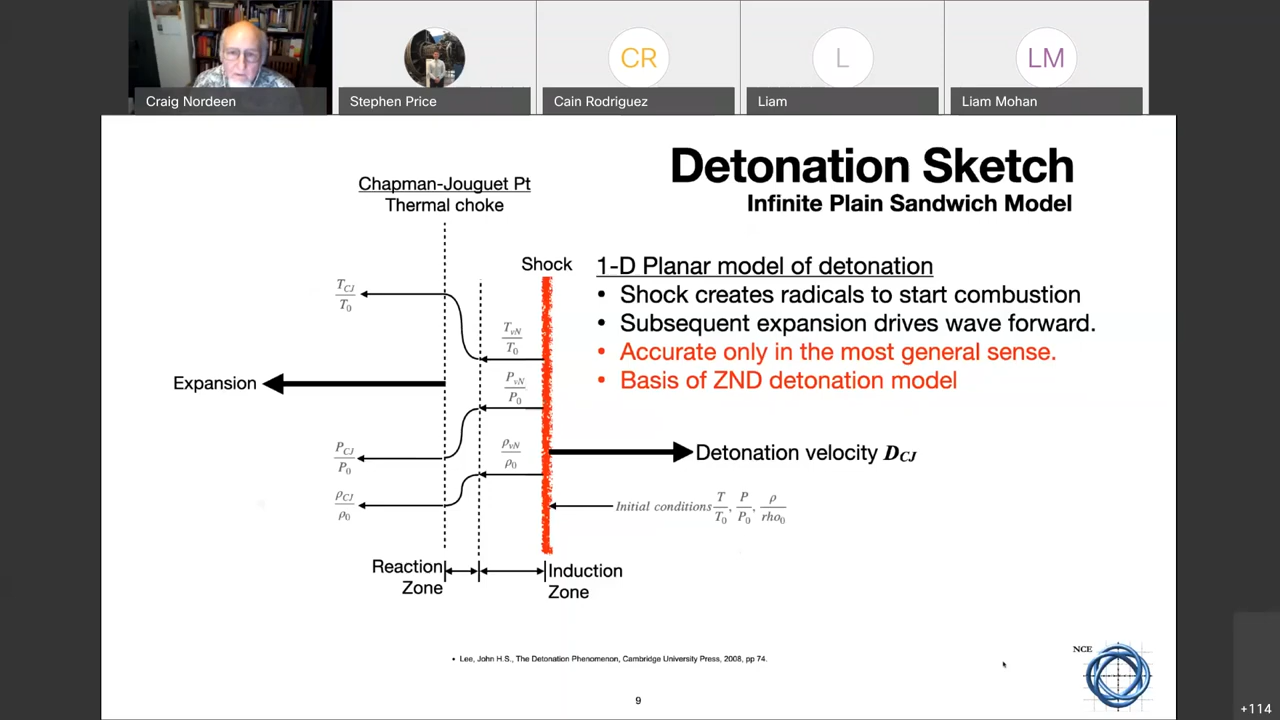 CR
L
LM
Craig Nordeen
Stephen Price
Cain Rodriguez
Liam
Liam Mohan
Detonation Sketch
Infinite Plain Sandwich Model
Chapman-Jouguet Pt
Thermal choke
Shock
1-D Planar model of detonation
• Shock creates radicals to start combustion
• Subsequent expansion drives wave forward.
• Accurate only in the most general sense.
• Basis of ZND detonation model
T_CJ
T_0
T_vN
T_0
Expansion
P_vN
P_0
P_CJ
P_0
ρ_vN
ρ_0
Detonation velocity D_CJ
ρ_CJ
ρ_0
Initial conditions T/T_0, P/P_0, ρ/rho_0
Reaction
Zone
Induction
Zone
• Lee, John H.S., The Detonation Phenomenon, Cambridge University Press, 2008, pp 74.
NCE
9
+114